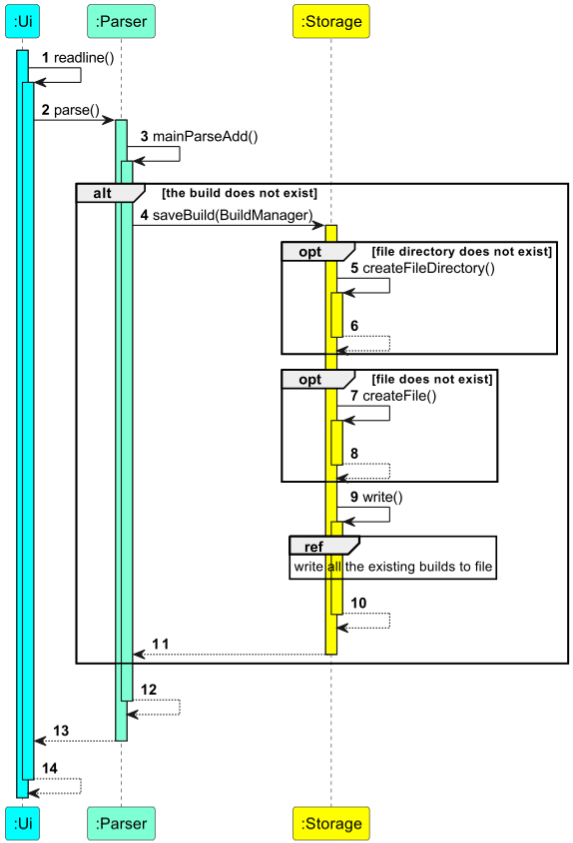 :Ui :Parser :Storage
1 readline()
2 parse()
3 mainParseAdd()
alt [the build does not exist]
4 saveBuild(BuildManager)
opt [file directory does not exist]
5 createFileDirectory()
6
opt [file does not exist]
7 createFile()
8
9 write()
ref
write all the existing builds to file
10
11
12
13
14
:Ui :Parser :Storage